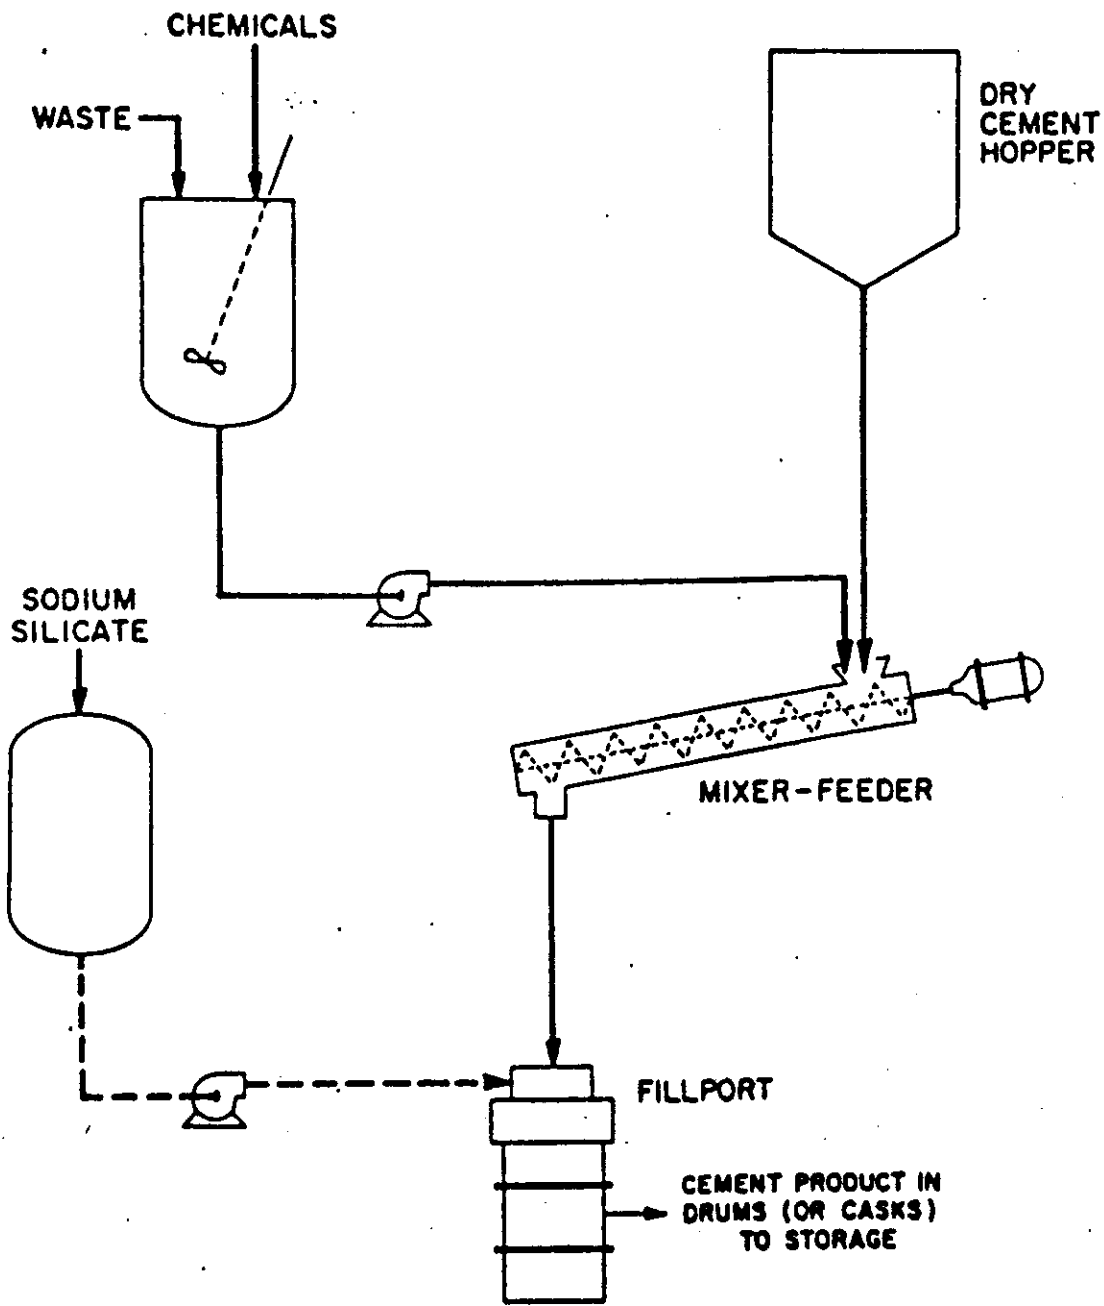 CHEMICALS
WASTE
DRY
CEMENT
HOPPER
SODIUM
SILICATE
MIXER-FEEDER
FILLPORT
CEMENT PRODUCT IN
DRUMS (OR CASKS)
TO STORAGE